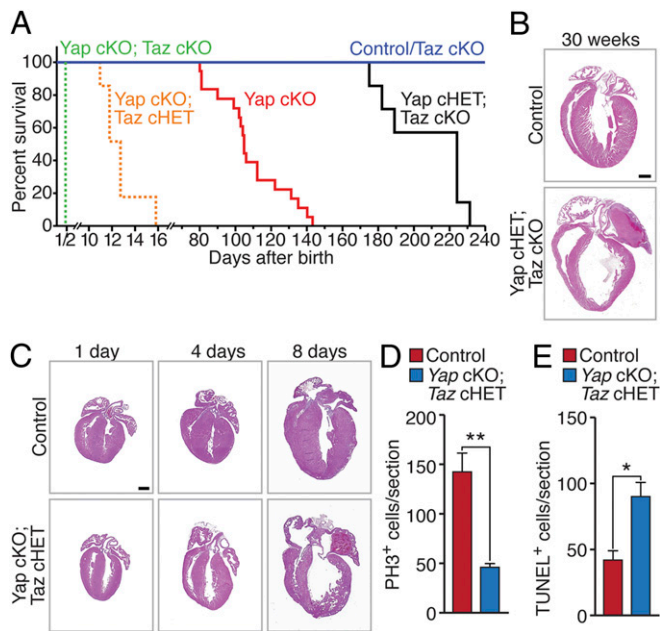 A
Yap cKO; Taz cKO
Control/Taz cKO
Yap cKO;
Taz cHET
Yap cKO
Yap cHET;
Taz cKO
Percent survival
100
80
60
40
20
0
1/2 10 12 14 16 80 100 120 140 160 180 200 220 240
Days after birth
B
30 weeks
Control
Yap cHET;
Taz cKO
C
1 day
4 days
8 days
Control
Yap cKO;
Taz cHET
D
Control
Yap cKO;
Taz cHET
PH3+ cells/section
200
150
100
50
0
**
E
Control
Yap cKO;
Taz cHET
TUNEL+ cells/section
150
100
50
0
*